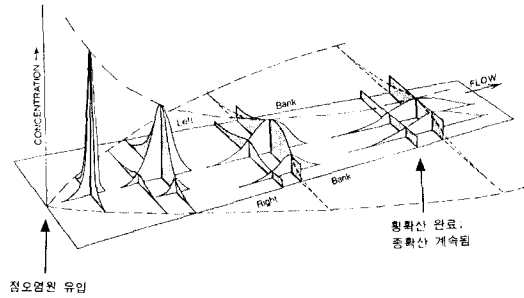 CONCENTRATION
FLOW
Left
Bank
Right
Bank
횡확산 완료;
종확산 계속됨
점오염원 유입